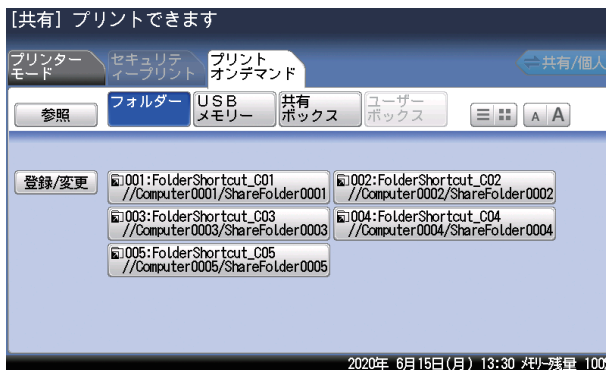 [共有] プリントできます
プリンター
モード
セキュリテ
ィープリント
プリント
オンデマンド
共有/個人
参照
フォルダー
USB
メモリー
共有
ボックス
ユーザー
ボックス
A A
登録/変更
001:FolderShortcut_C01
//Computer0001/ShareFolder0001
002:FolderShortcut_C02
//Computer0002/ShareFolder0002
003:FolderShortcut_C03
//Computer0003/ShareFolder0003
004:FolderShortcut_C04
//Computer0004/ShareFolder0004
005:FolderShortcut_C05
//Computer0005/ShareFolder0005
2020年 6月15日(月) 13:30 メモリー残量 100%